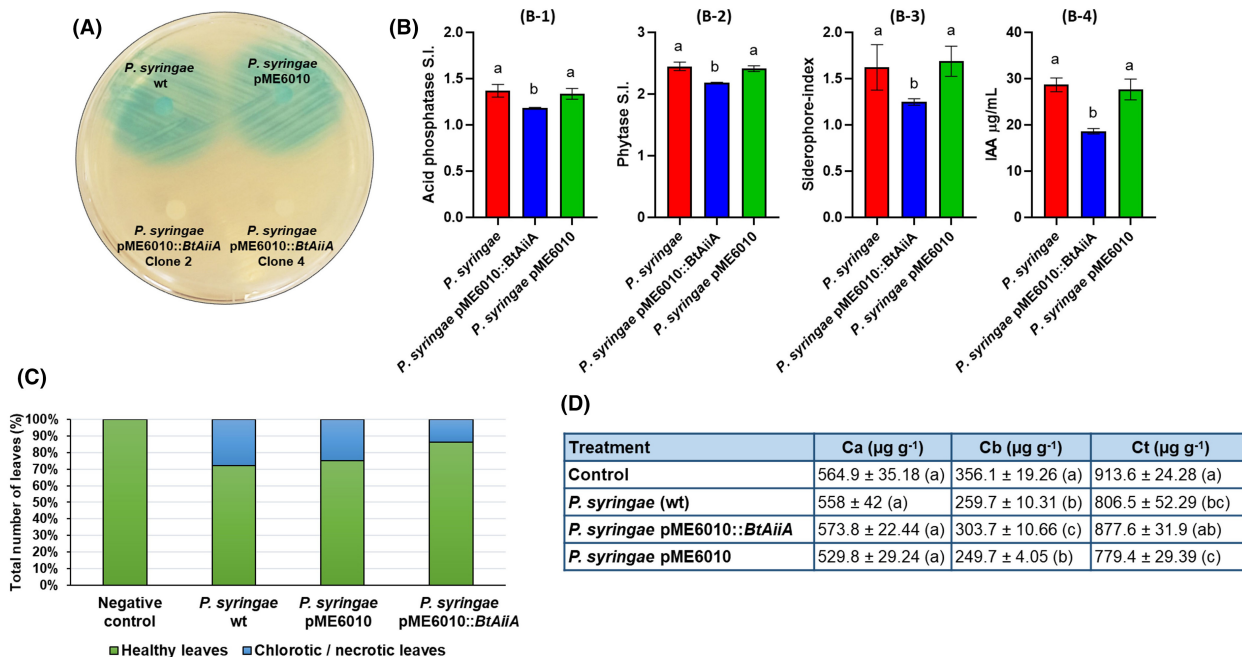 (A)
P. syringae
wt
P. syringae
pME6010
P. syringae
pME6010::BtAiiA
Clone 2
P. syringae
pME6010::BtAiiA
Clone 4
(B)
(B-1)
Acid phosphatase S.I.
2.0
1.5
1.0
0.5
0.0
a
b
a
P. syringae
P. syringae pME6010::BtAiiA
P. syringae pME6010
(B-2)
Phytase S.I.
3
2
1
0
a
b
a
P. syringae
P. syringae pME6010::BtAiiA
P. syringae pME6010
(B-3)
Siderophore-index
2.0
1.5
1.0
0.5
0.0
a
b
a
P. syringae
P. syringae pME6010::BtAiiA
P. syringae pME6010
(B-4)
IAA µg/mL
40
30
20
10
0
a
b
a
P. syringae
P. syringae pME6010::BtAiiA
P. syringae pME6010
(C)
Total number of leaves (%)
100%
90%
80%
70%
60%
50%
40%
30%
20%
10%
0%
Negative
control
P. syringae
wt
P. syringae
pME6010
P. syringae
pME6010::BtAiiA
Healthy leaves
Chlorotic / necrotic leaves
(D)
Treatment Ca (µg g-1) Cb (µg g-1) Ct (µg g-1)
Control 564.9 ± 35.18 (a) 356.1 ± 19.26 (a) 913.6 ± 24.28 (a)
P. syringae (wt) 558 ± 42 (a) 259.7 ± 10.31 (b) 806.5 ± 52.29 (bc)
P. syringae pME6010::BtAiiA 573.8 ± 22.44 (a) 303.7 ± 10.66 (c) 877.6 ± 31.9 (ab)
P. syringae pME6010 529.8 ± 29.24 (a) 249.7 ± 4.05 (b) 779.4 ± 29.39 (c)